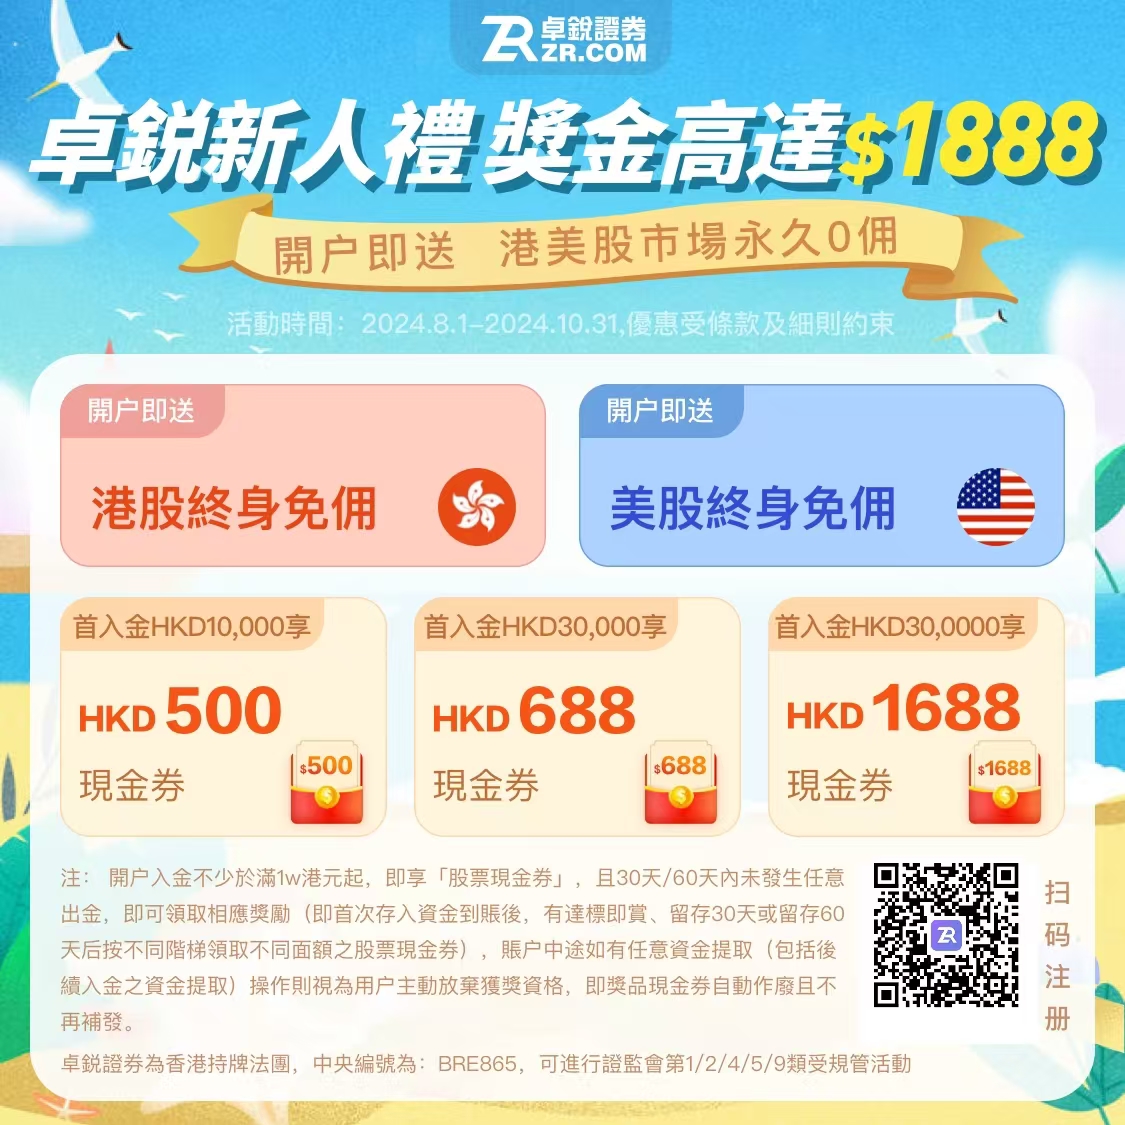 卓銳證券
ZR.COM
卓銳新人禮 獎金高達$1888
開户即送 港美股市場永久0佣
活動時間：2024.8.1-2024.10.31,優惠受條款及細則約束
開户即送
港股終身免佣
開户即送
美股終身免佣
首入金HKD10,000享
HKD 500
現金券
$500
首入金HKD30,000享
HKD 688
現金券
$688
首入金HKD30,0000享
HKD 1688
現金券
$1688
注： 開户入金不少於滿1w港元起，即享「股票現金券」，且30天/60天內未發生任意
出金，即可領取相應獎勵（即首次存入資金到賬後，有達標即賞、留存30天或留存60
天后按不同階梯領取不同面額之股票現金券），賬户中途如有任意資金提取（包括後
續入金之資金提取）操作則視為用户主動放棄獲獎資格，即獎品現金券自動作廢且不
再補發。
扫码注册
卓銳證券為香港持牌法團，中央編號為：BRE865，可進行證監會第1/2/4/5/9類受規管活動